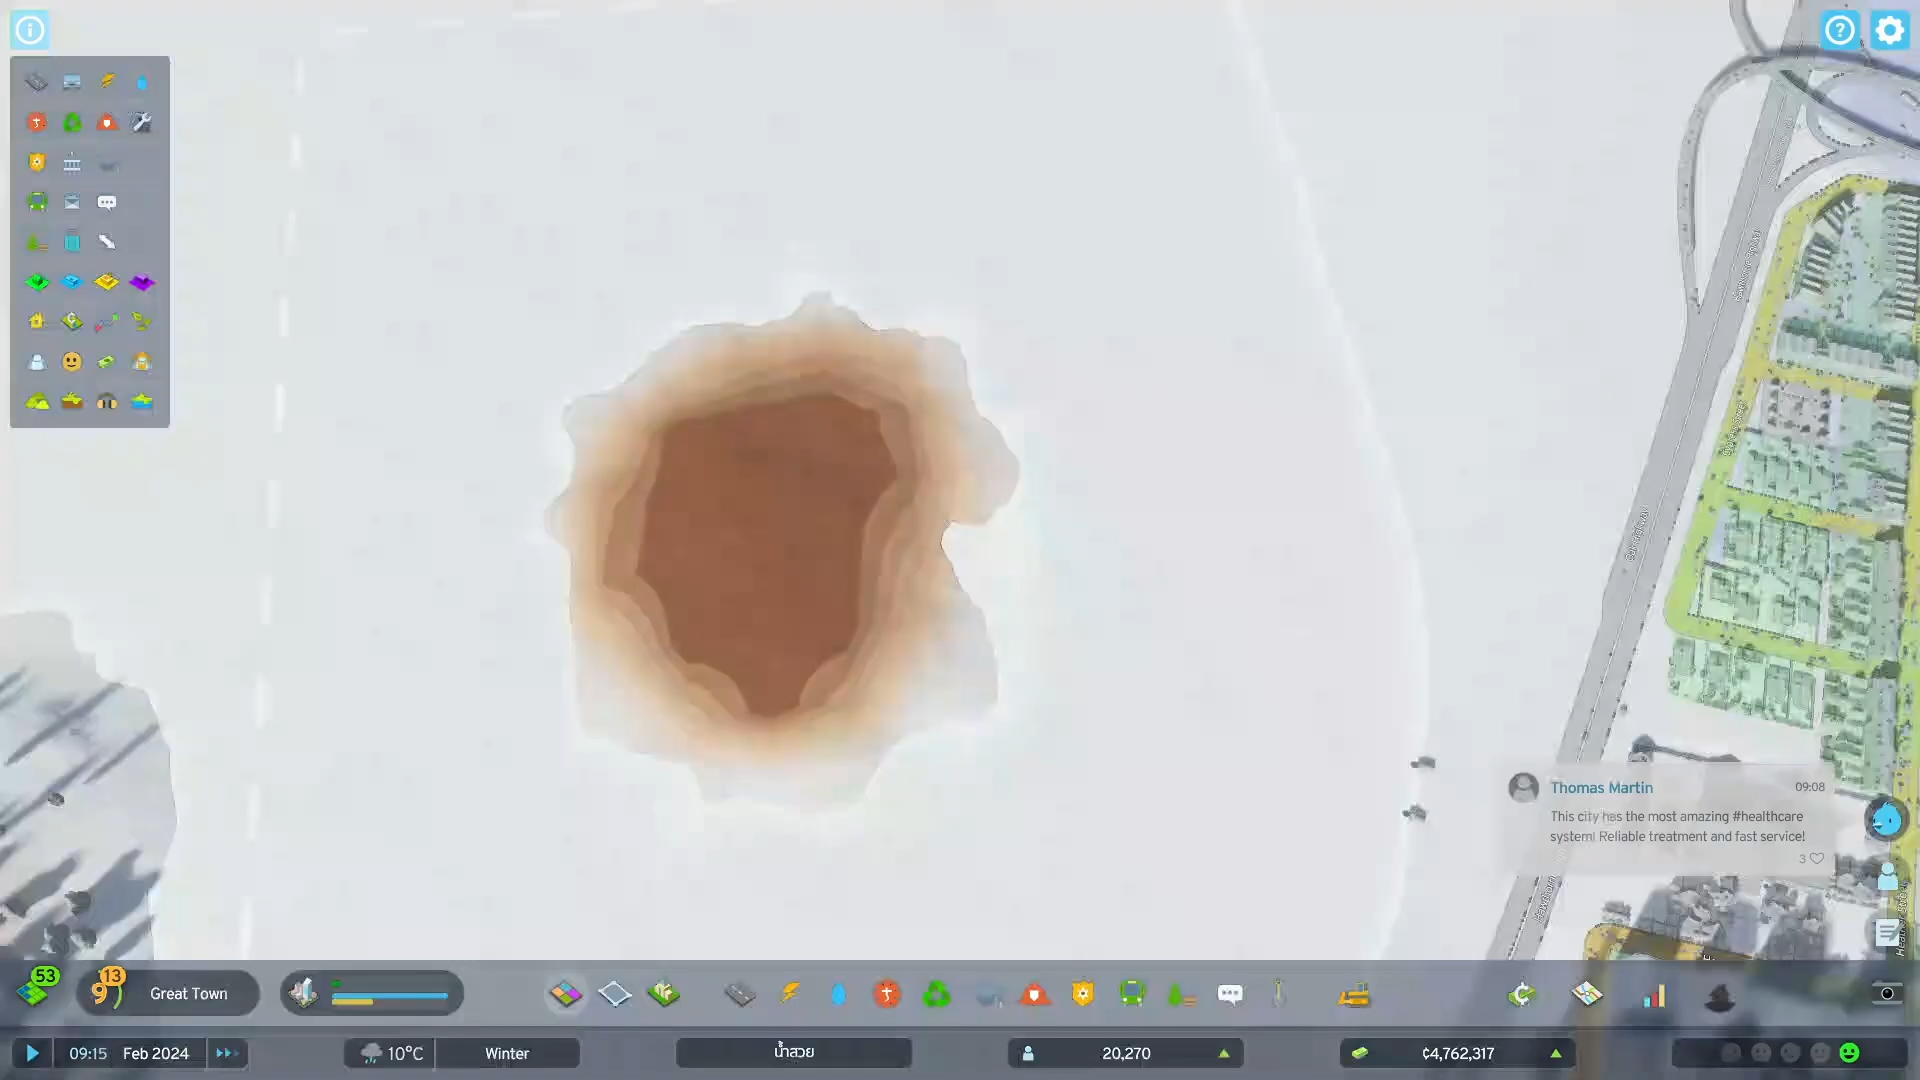 Thomas Martin
09:08
This city has the most amazing #healthcare
system! Reliable treatment and fast service!
3
53
13
9
Great Town
09:15
Feb 2024
10°C
Winter
น้ำสวย
20,270
¢4,762,317